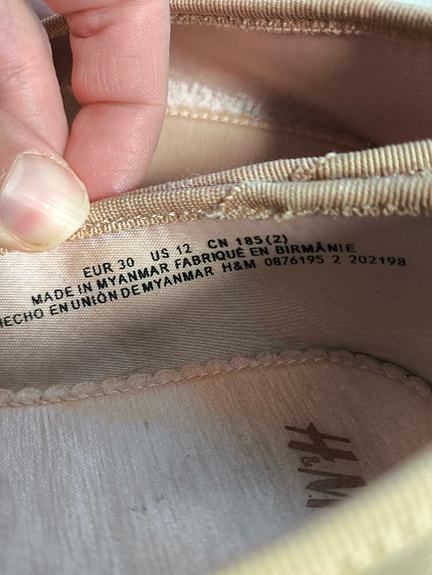 EUR 30 US 12 CN 185(2)
MADE IN MYANMAR FABRIQUÉ EN BIRMANIE
HECHO EN UNIÓN DE MYANMAR H&M 0876195 2 202198
H&M